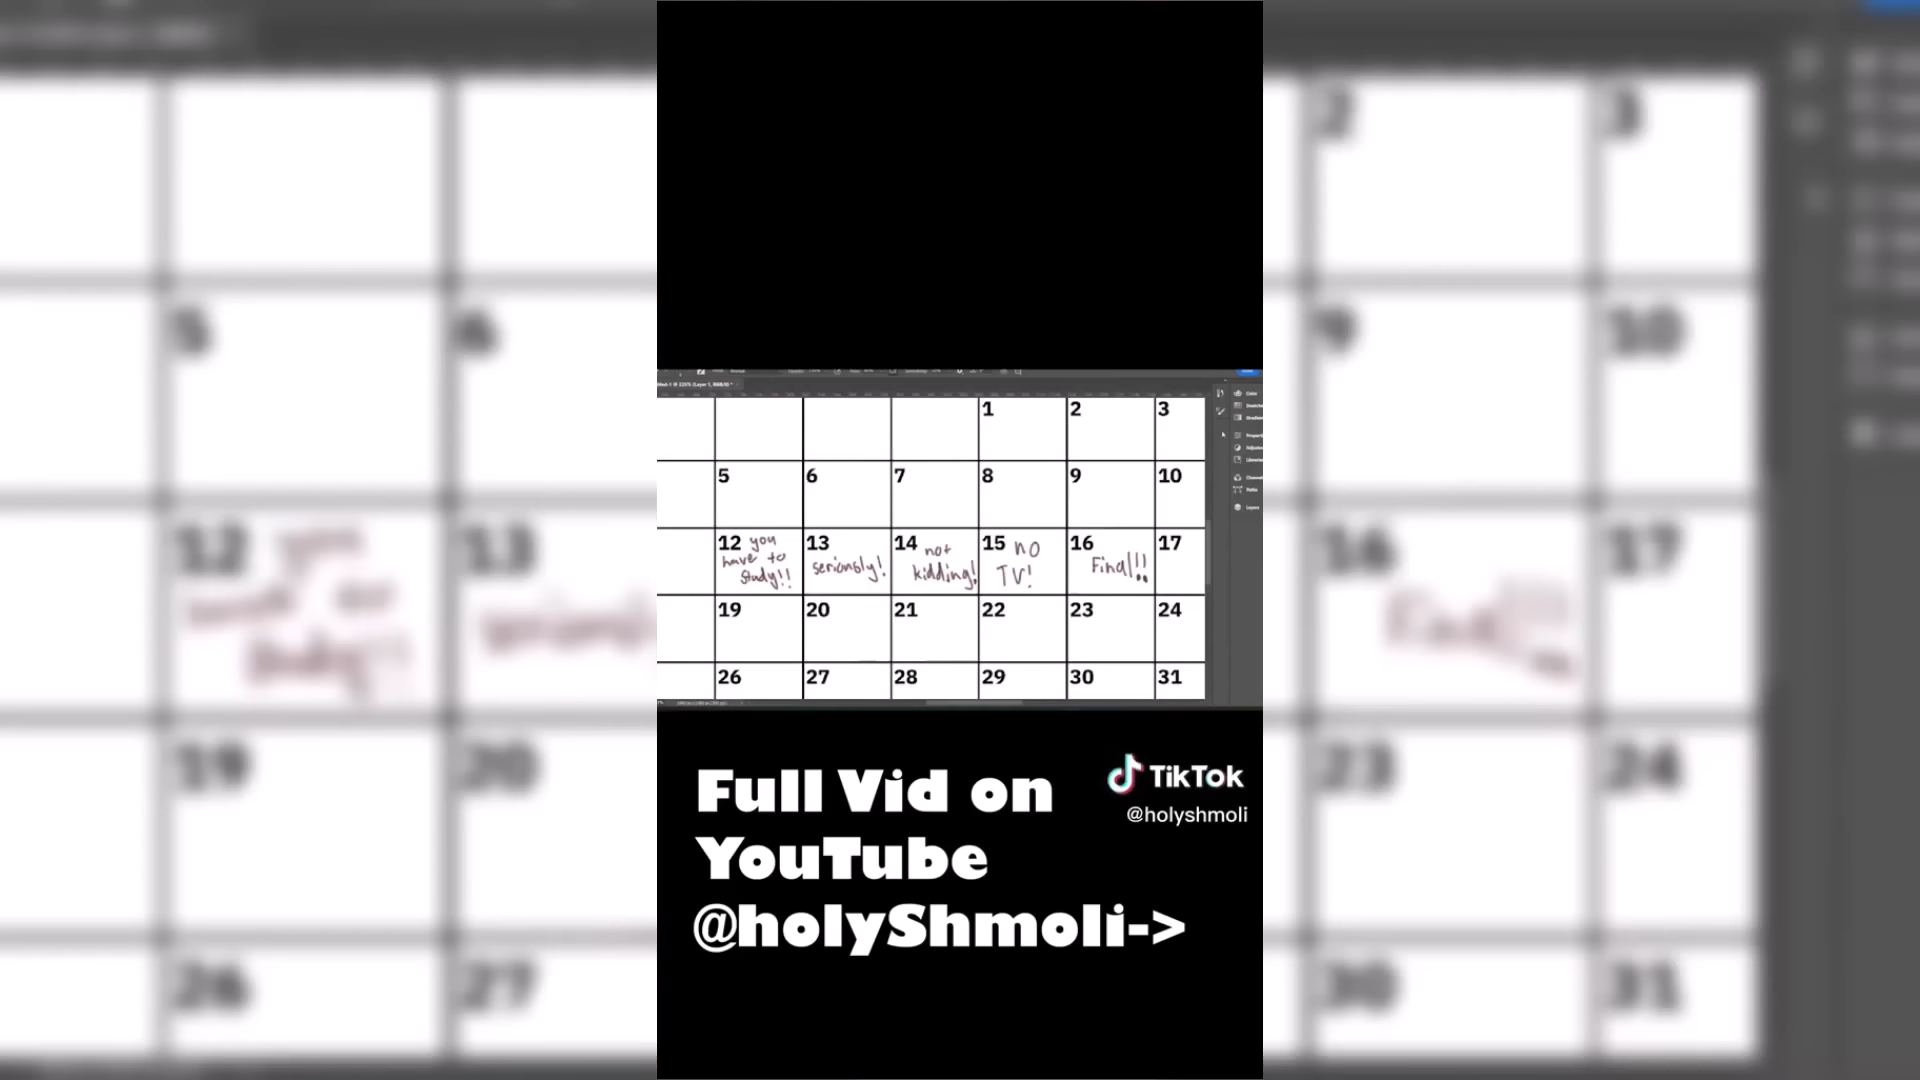 1 2 3
5 6 7 8 9 10
12 you have to study!! 13 seriously! 14 not kidding! 15 no TV! 16 Final!!! 17
19 20 21 22 23 24
26 27 28 29 30 31
Full Vid on
YouTube
@holyShmoli->
TikTok
@holyshmoli